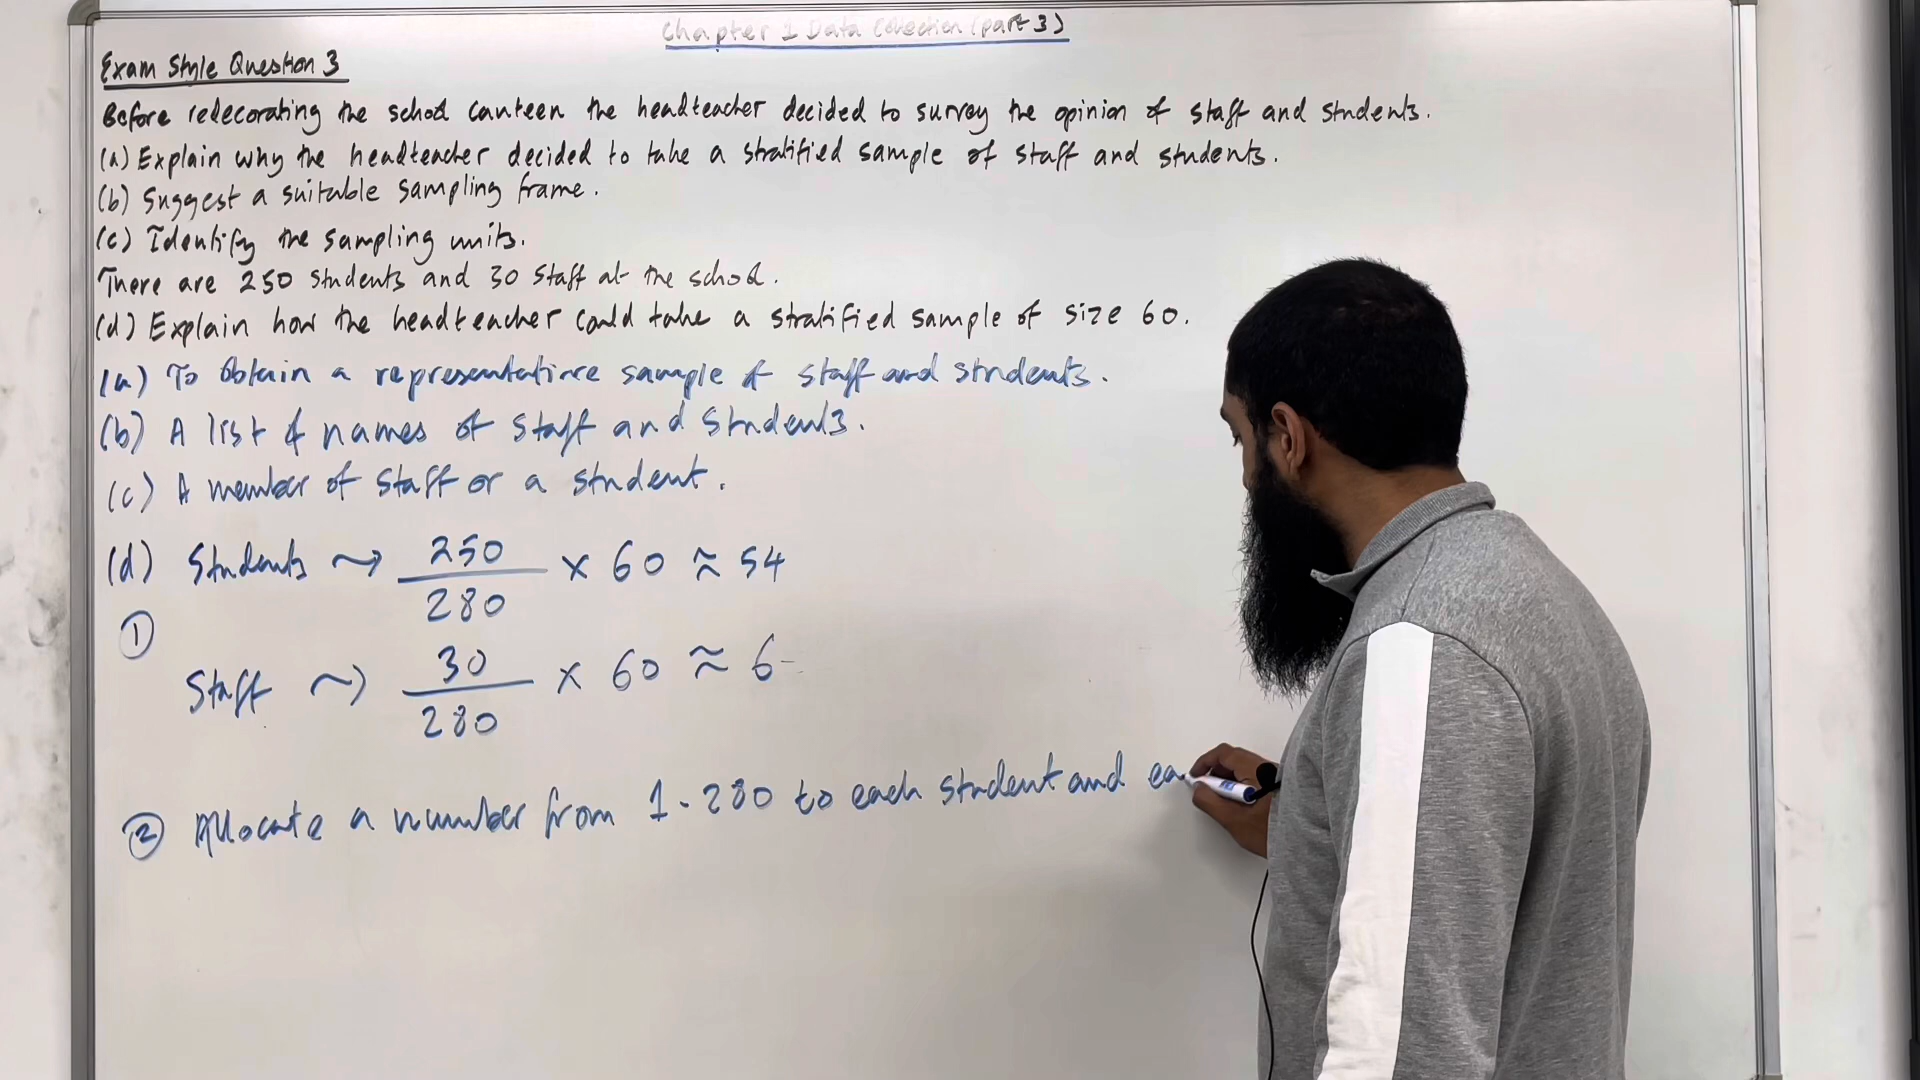 Chapter 1 Data Collection (part 3)
Exam Style Question 3
Before redecorating the school canteen the headteacher decided to survey the opinion of staff and students.
(a) Explain why the headteacher decided to take a stratified sample of staff and students.
(b) Suggest a suitable sampling frame.
(c) Identify the sampling units.
There are 250 students and 30 staff at the school.
(d) Explain how the headteacher could take a stratified sample of size 60.
(a) To obtain a representative sample of staff and students.
(b) A list of names of staff and students.
(c) A member of staff or a student.
(d) Students ~> 250/280 × 60 ≈ 54
①
Staff ~> 30/280 × 60 ≈ 6
② Allocate a number from 1-280 to each student and ea